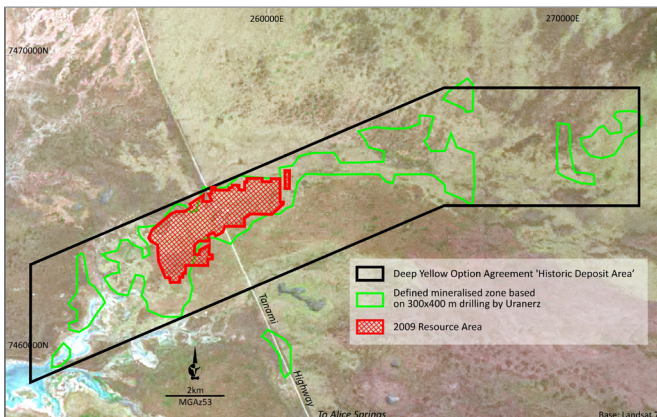 260000E
270000E
7470000N
Deep Yellow Option Agreement 'Historic Deposit Area'
Defined mineralised zone based
on 300x400 m drilling by Uranerz
2009 Resource Area
Tanami
Highway
7460000N
2km
MGAz53
To Alice Springs
Base: Landsat